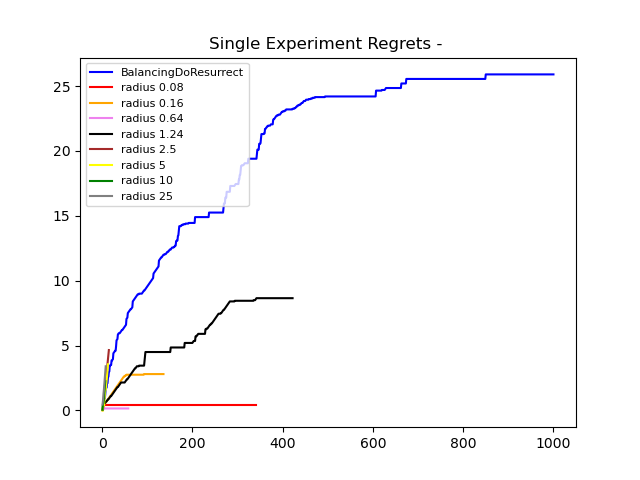 Single Experiment Regrets -
BalancingDoResurrect
radius 0.08
radius 0.16
radius 0.64
radius 1.24
radius 2.5
radius 5
radius 10
radius 25
25
20
15
10
5
0
0 200 400 600 800 1000